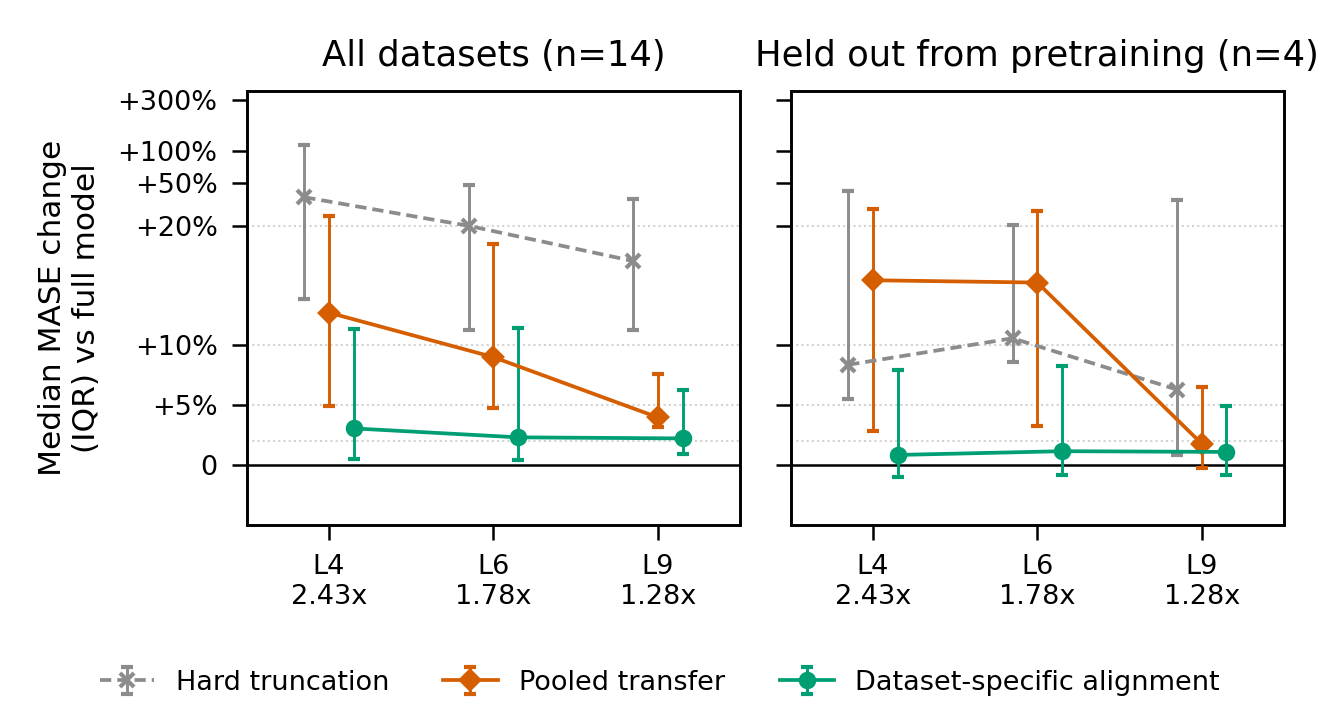 All datasets (n=14)
Held out from pretraining (n=4)
Median MASE change
(IQR) vs full model
+300%
+100%
+50%
+20%
+10%
+5%
0
L4
2.43x
L6
1.78x
L9
1.28x
L4
2.43x
L6
1.78x
L9
1.28x
Hard truncation
Pooled transfer
Dataset-specific alignment